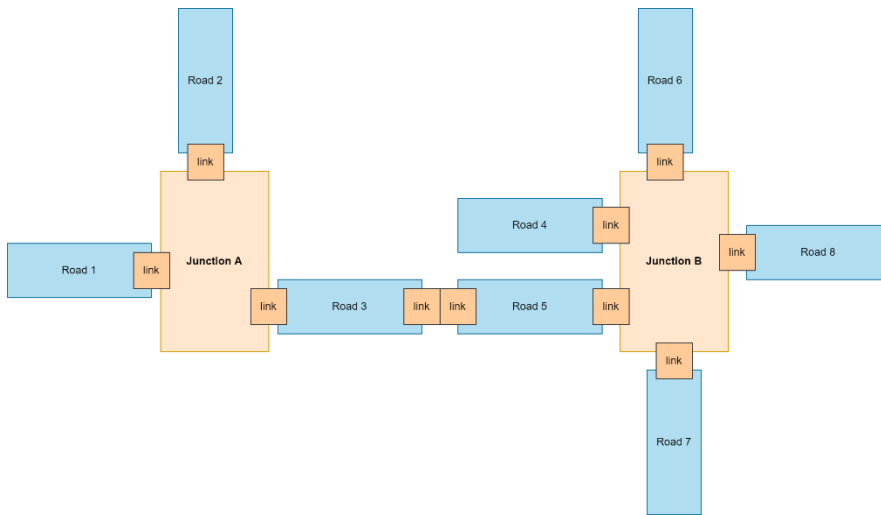 Road 2
Road 6
link
link
Road 4
link
Road 1
link
Junction A
Junction B
link
Road 8
link
Road 3
link
link
Road 5
link
link
Road 7